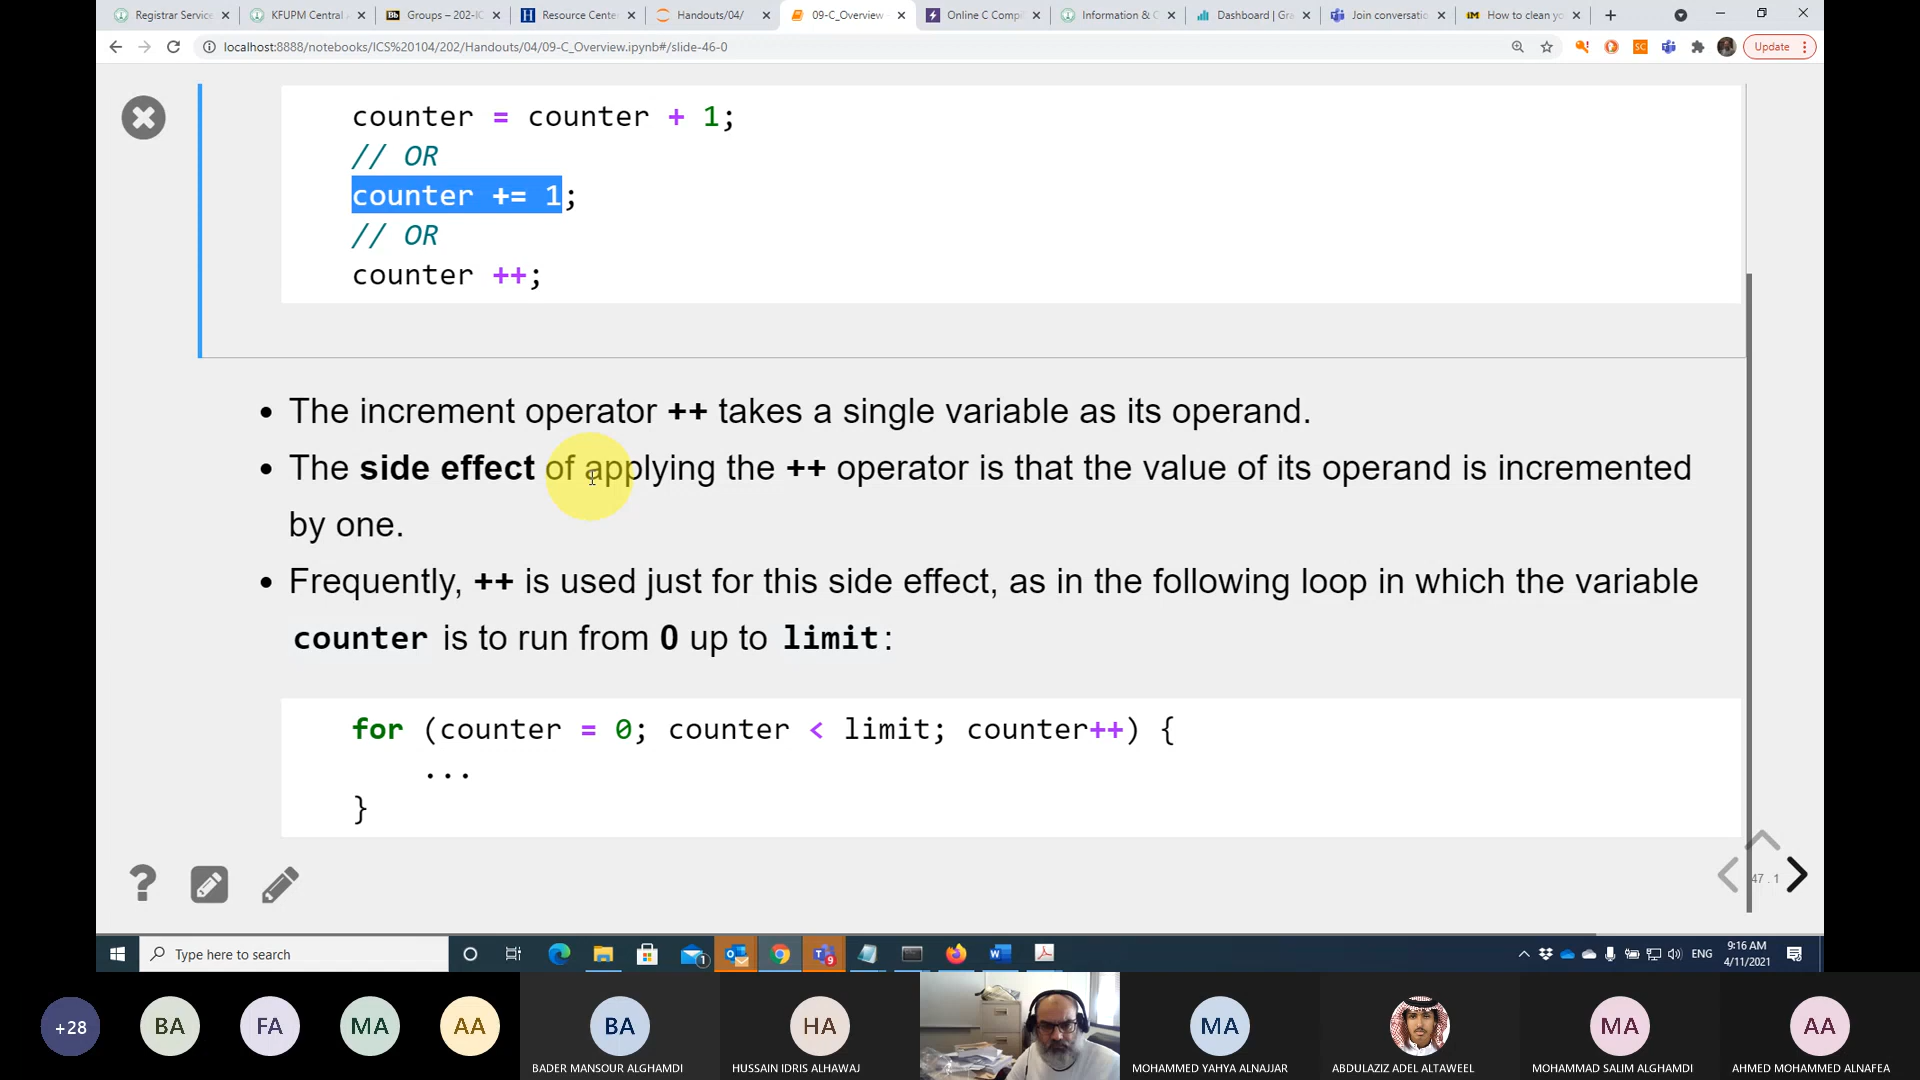 Registrar Service
KFUPM Central A
Groups – 202-IC
Resource Cente
Handouts/04/
09-C_Overview
Online C Compi
Information & C
Dashboard | Gra
Join conversatio
How to clean yo
localhost:8888/notebooks/ICS%20104/202/Handouts/04/09-C_Overview.ipynb#/slide-46-0
Update
counter = counter + 1;
// OR
counter += 1;
// OR
counter ++;
• The increment operator ++ takes a single variable as its operand.
• The side effect of applying the ++ operator is that the value of its operand is incremented
by one.
• Frequently, ++ is used just for this side effect, as in the following loop in which the variable
counter is to run from 0 up to limit:
for (counter = 0; counter < limit; counter++) {
...
}
47 . 1
Type here to search
ENG
9:16 AM
4/11/2021
+28
BA
FA
MA
AA
BA
BADER MANSOUR ALGHAMDI
HA
HUSSAIN IDRIS ALHAWAJ
MA
MOHAMMED YAHYA ALNAJJAR
ABDULAZIZ ADEL ALTAWEEL
MA
MOHAMMAD SALIM ALGHAMDI
AA
AHMED MOHAMMED ALNAFEA